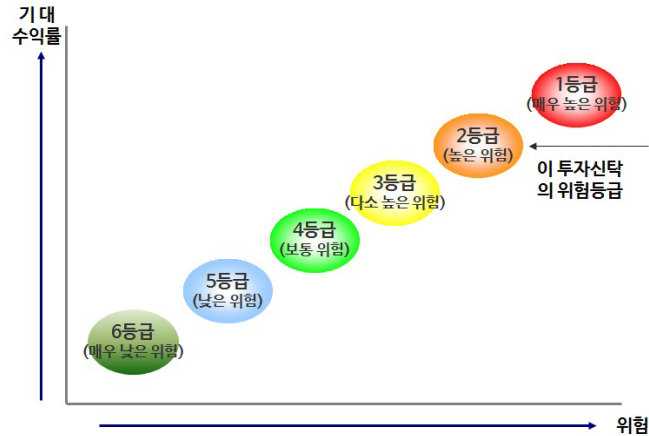 기 대
수익률
1등급
(매우 높은 위험)
2등급
(높은 위험)
이 투자신탁
의 위험등급
3등급
(다소 높은 위험)
4등급
(보통 위험)
5등급
(낮은 위험)
6등급
(매우 낮은 위험)
위험